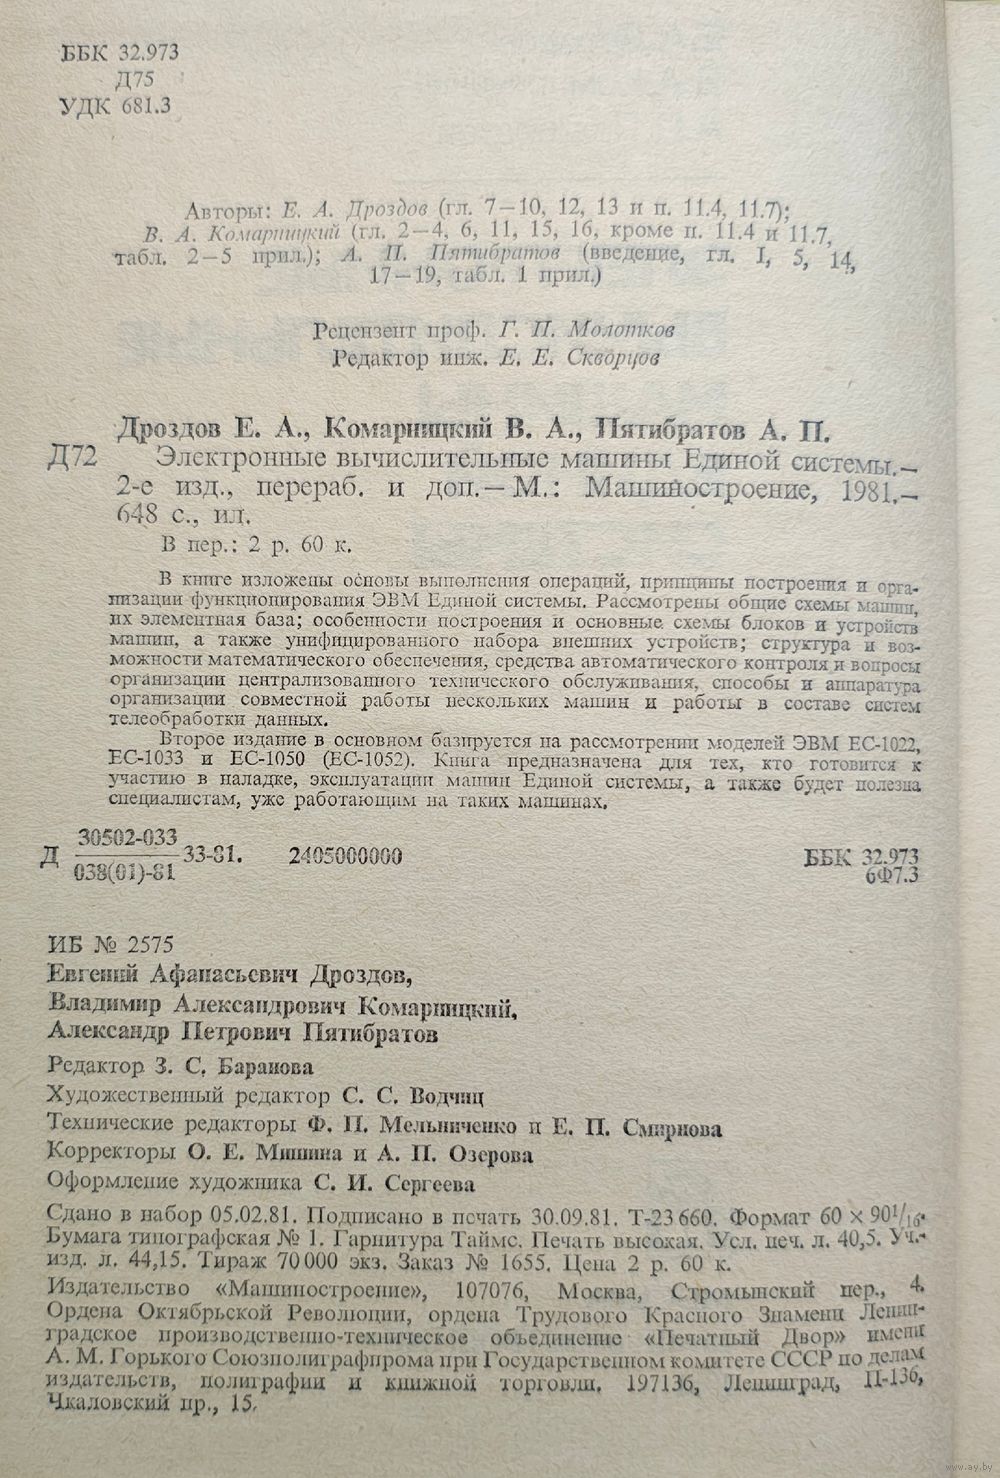 ББК 32.973
Д75
УДК 681.3
Авторы: Е. А. Дроздов (гл. 7—10, 12, 13 и п. 11.4, 11.7);
В. А. Комарницкий (гл. 2—4, 6, 11, 15, 16, кроме п. 11.4 и 11.7,
табл. 2—5 прил.); А. П. Пятибратов (введение, гл. I, 5, 14,
17—19, табл. 1 прил.)
Рецензент проф. Г. П. Молотков
Редактор инж. Е. Е. Скворцов
Дроздов Е. А., Комарницкий В. А., Пятибратов А. П.
Д72 Электронные вычислительные машины Единой системы.—
2-е изд., перераб. и доп.—М.: Машиностроение, 1981.—
648 с., ил.
В пер.: 2 р. 60 к.
В книге изложены основы выполнения операций, принципы построения и орга-
низации функционирования ЭВМ Единой системы. Рассмотрены общие схемы машин,
их элементная база; особенности построения и основные схемы блоков и устройств
машин, а также унифицированного набора внешних устройств; структура и воз-
можности математического обеспечения, средства автоматического контроля и вопросы
организации централизованного технического обслуживания, способы и аппаратура
организации совместной работы нескольких машин и работы в составе систем
телеобработки данных.
Второе издание в основном базируется на рассмотрении моделей ЭВМ ЕС-1022,
ЕС-1033 и ЕС-1050 (ЕС-1052). Книга предназначена для тех, кто готовится к
участию в наладке, эксплуатации машин Единой системы, а также будет полезна
специалистам, уже работающим на таких машинах.
30502-033
Д 33-81. 2405000000 ББК 32.973
038(01)-81 6Ф7.3
ИБ № 2575
Евгений Афанасьевич Дроздов,
Владимир Александрович Комарницкий,
Александр Петрович Пятибратов
Редактор З. С. Баранова
Художественный редактор С. С. Водчиц
Технические редакторы Ф. П. Мельниченко и Е. П. Смирнова
Корректоры О. Е. Мишина и А. П. Озерова
Оформление художника С. И. Сергеева
Сдано в набор 05.02.81. Подписано в печать 30.09.81. Т-23 660. Формат 60 × 90¹/₁₆.
Бумага типографская № 1. Гарнитура Таймс. Печать высокая. Усл. печ. л. 40,5. Уч.-
изд. л. 44,15. Тираж 70 000 экз. Заказ № 1655. Цена 2 р. 60 к.
Издательство «Машиностроение», 107076, Москва, Стромынский пер., 4.
Ордена Октябрьской Революции, ордена Трудового Красного Знамени Ленин-
градское производственно-техническое объединение «Печатный Двор» имени
А. М. Горького Союзполиграфпрома при Государственном комитете СССР по делам
издательств, полиграфии и книжной торговли. 197136, Ленинград, П-136,
Чкаловский пр., 15.
www.ay.by